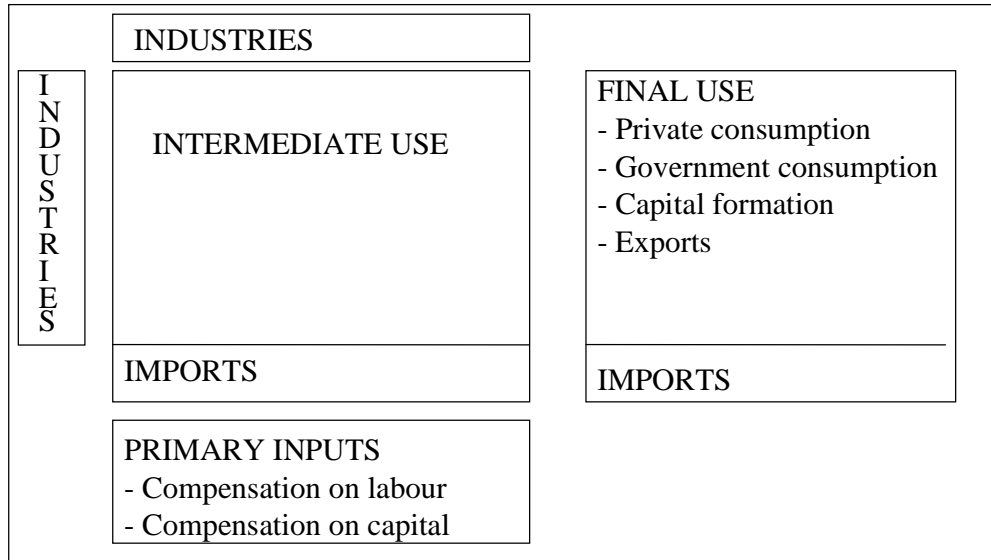 INDUSTRIES
INDUSTRIES
INTERMEDIATE USE
IMPORTS
FINAL USE
- Private consumption
- Government consumption
- Capital formation
- Exports
IMPORTS
PRIMARY INPUTS
- Compensation on labour
- Compensation on capital